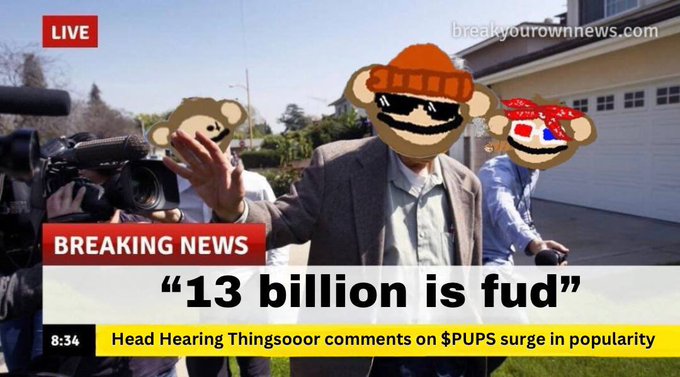 LIVE
breakyourownnews.com
BREAKING NEWS
“13 billion is fud”
8:34
Head Hearing Thingsooor comments on $PUPS surge in popularity